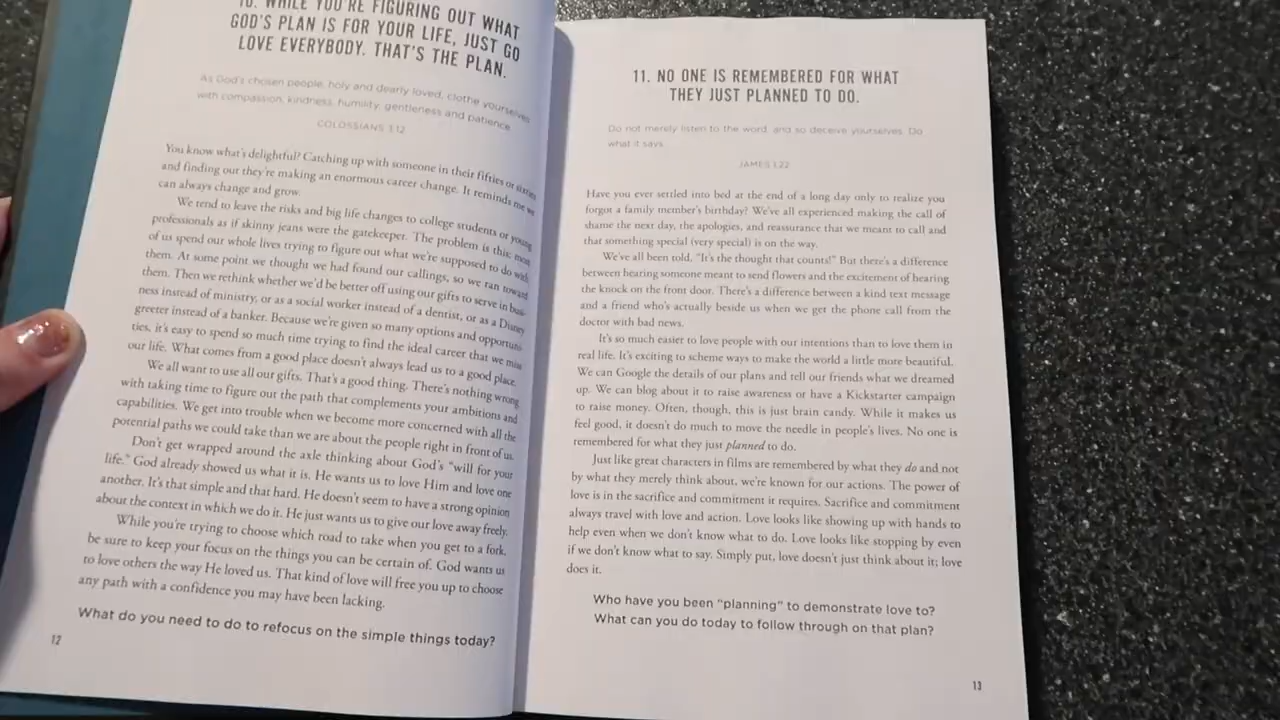 10. WHILE YOU'RE FIGURING OUT WHAT
GOD'S PLAN IS FOR YOUR LIFE, JUST GO
LOVE EVERYBODY. THAT'S THE PLAN.
As God's chosen people, holy and dearly loved, clothe yourselves
with compassion, kindness, humility, gentleness and patience.
COLOSSIANS 3:12
You know what's delightful? Catching up with someone in their fifties or sixties
and finding out they're making an enormous career change. It reminds me we
can always change and grow.
We tend to leave the risks and big life changes to college students or young
professionals as if skinny jeans were the gatekeeper. The problem is this: most
of us spend our whole lives trying to figure out what we're supposed to do with
them. At some point we thought we had found our callings, so we ran toward
them. Then we rethink whether we'd be better off using our gifts to serve in busi-
ness instead of ministry, or as a social worker instead of a dentist, or as a Disney
greeter instead of a banker. Because we're given so many options and opportuni-
ties, it's easy to spend so much time trying to find the ideal career that we miss
our life. What comes from a good place doesn't always lead us to a good place.
We all want to use all our gifts. That's a good thing. There's nothing wrong
with taking time to figure out the path that complements your ambitions and
capabilities. We get into trouble when we become more concerned with all the
potential paths we could take than we are about the people right in front of us.
Don't get wrapped around the axle thinking about God's "will for your
life." God already showed us what it is. He wants us to love Him and love one
another. It's that simple and that hard. He doesn't seem to have a strong opinion
about the context in which we do it. He just wants us to give our love away freely.
While you're trying to choose which road to take when you get to a fork,
be sure to keep your focus on the things you can be certain of. God wants us
to love others the way He loved us. That kind of love will free you up to choose
any path with a confidence you may have been lacking.
What do you need to do to refocus on the simple things today?
12
11. NO ONE IS REMEMBERED FOR WHAT
THEY JUST PLANNED TO DO.
Do not merely listen to the word, and so deceive yourselves. Do
what it says.
JAMES 1:22
Have you ever settled into bed at the end of a long day only to realize you
forgot a family member's birthday? We've all experienced making the call of
shame the next day, the apologies, and reassurance that we meant to call and
that something special (very special) is on the way.
We've all been told, "It's the thought that counts!" But there's a difference
between hearing someone meant to send flowers and the excitement of hearing
the knock on the front door. There's a difference between a kind text message
and a friend who's actually beside us when we get the phone call from the
doctor with bad news.
It's so much easier to love people with our intentions than to love them in
real life. It's exciting to scheme ways to make the world a little more beautiful.
We can Google the details of our plans and tell our friends what we dreamed
up. We can blog about it to raise awareness or have a Kickstarter campaign
to raise money. Often, though, this is just brain candy. While it makes us
feel good, it doesn't do much to move the needle in people's lives. No one is
remembered for what they just planned to do.
Just like great characters in films are remembered by what they do and not
by what they merely think about, we're known for our actions. The power of
love is in the sacrifice and commitment it requires. Sacrifice and commitment
always travel with love and action. Love looks like showing up with hands to
help even when we don't know what to do. Love looks like stopping by even
if we don't know what to say. Simply put, love doesn't just think about it; love
does it.
Who have you been "planning" to demonstrate love to?
What can you do today to follow through on that plan?
13